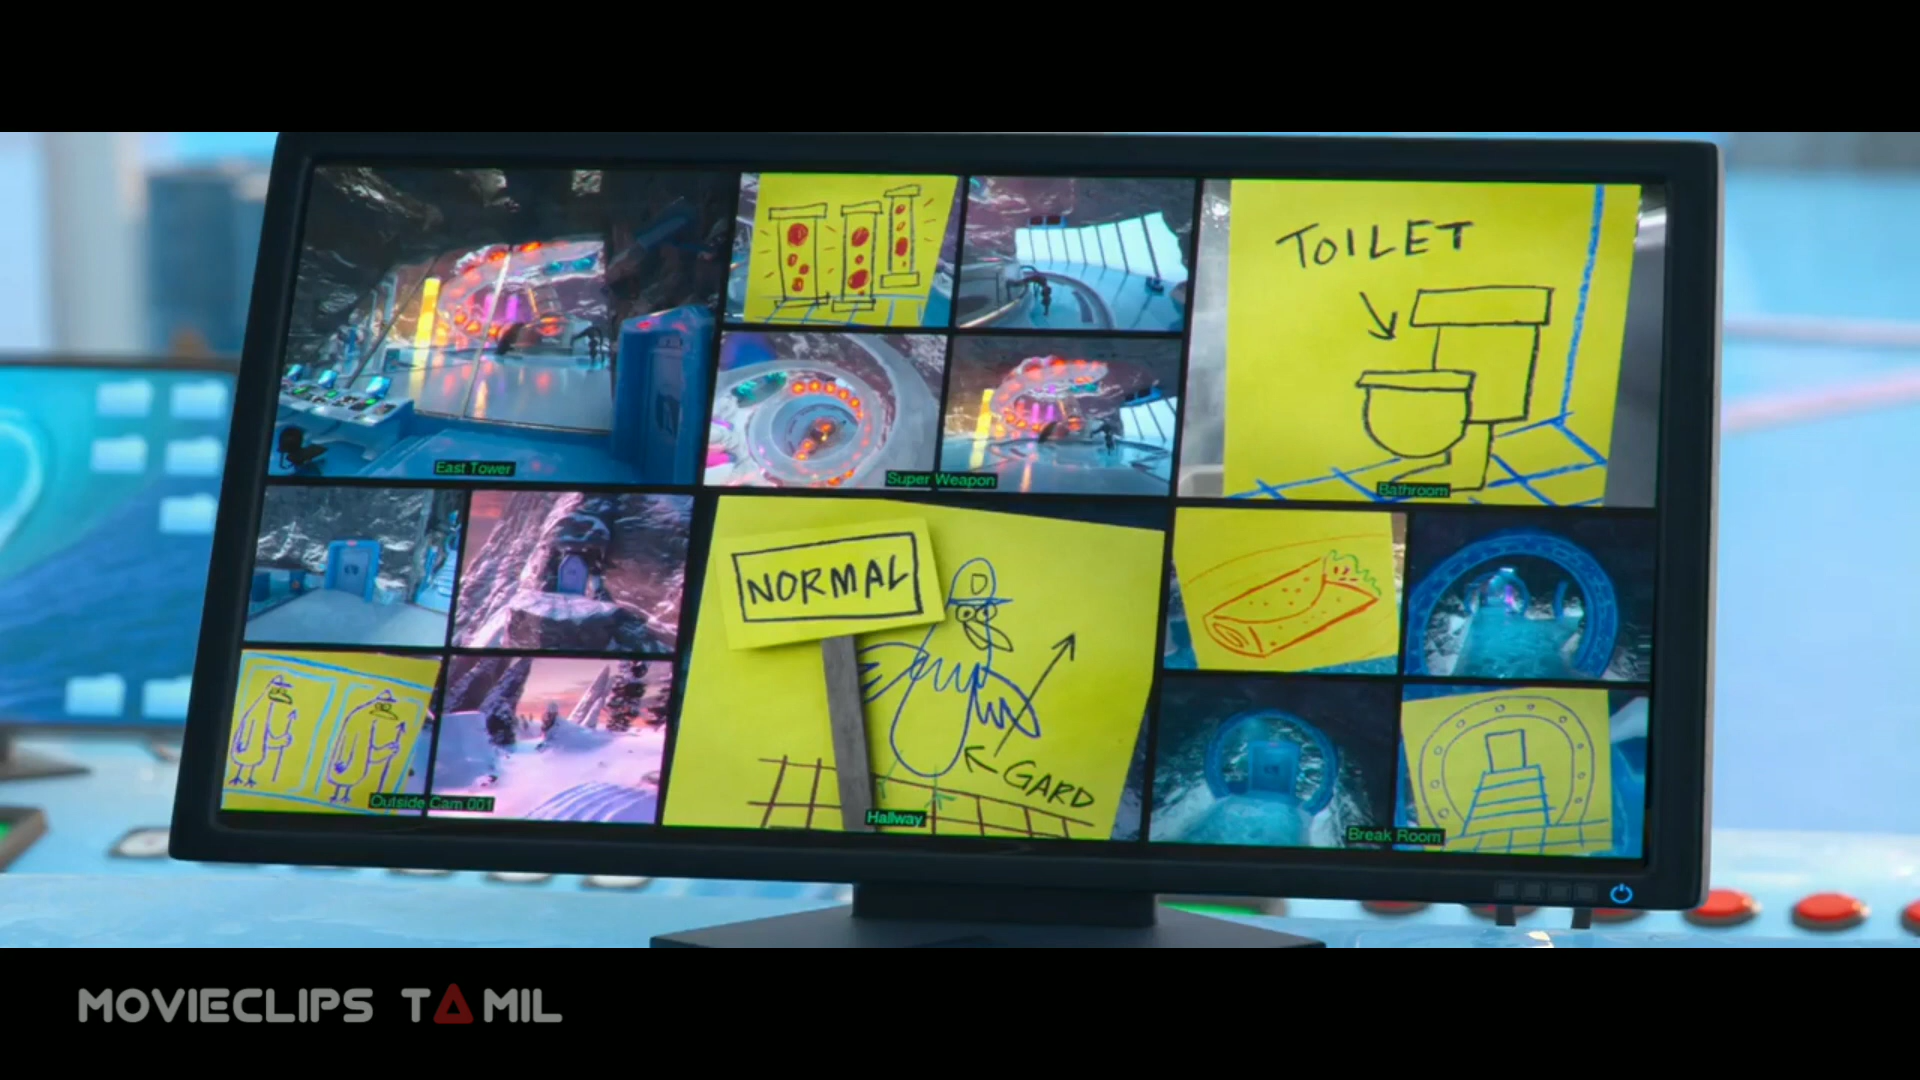 TOILET
East Tower
Super Weapon
Bathroom
NORMAL
GARD
Outside Cam 001
Hallway
Break Room
MOVIECLIPS TAMIL